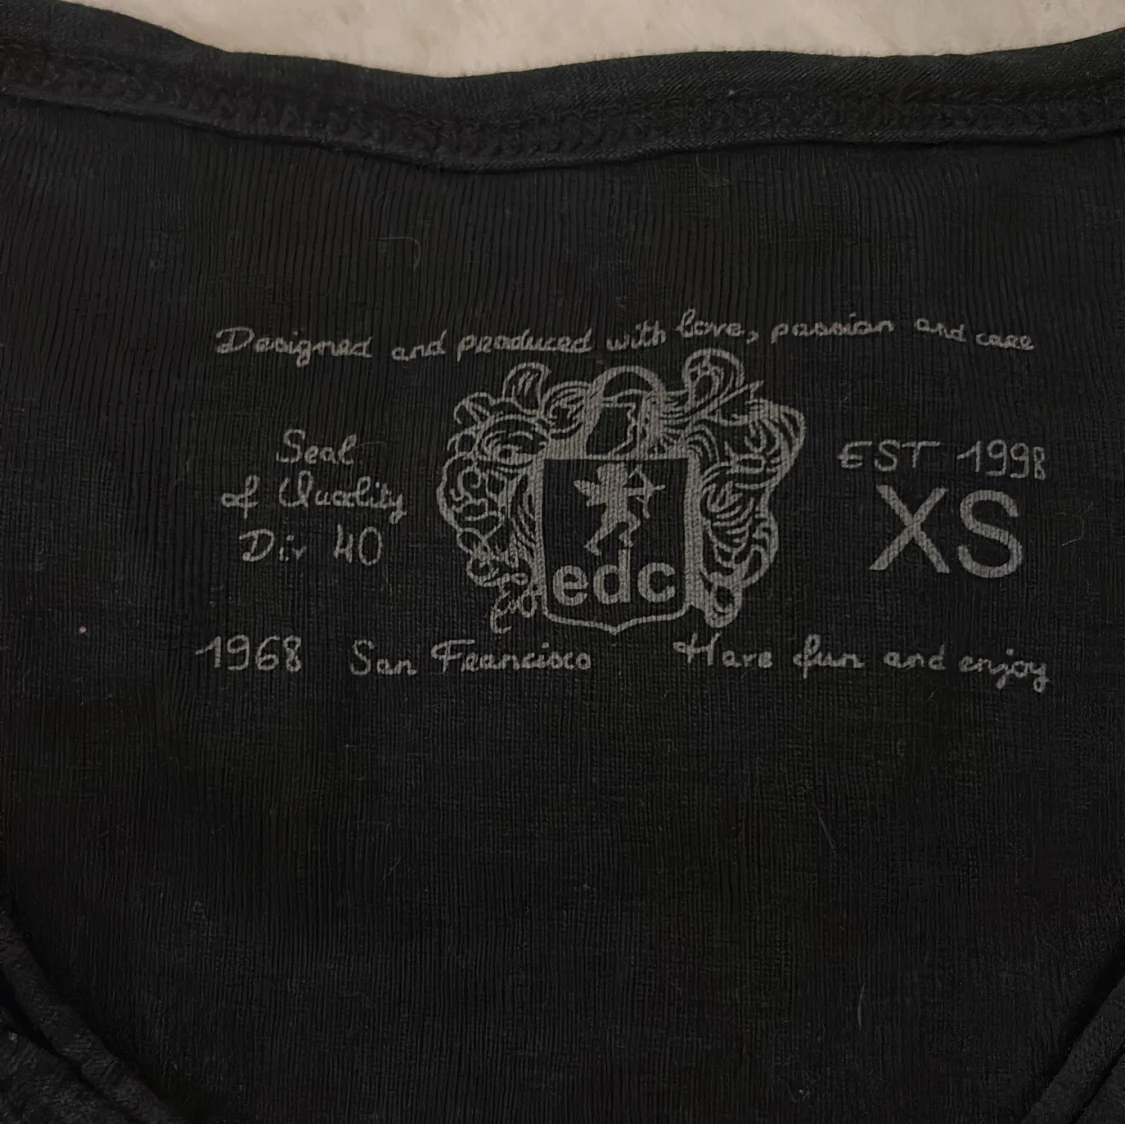 Designed and produced with love, passion and care
Seal
of Quality
Div 40
edc
EST 1998
XS
1968 San Francisco Have fun and enjoy